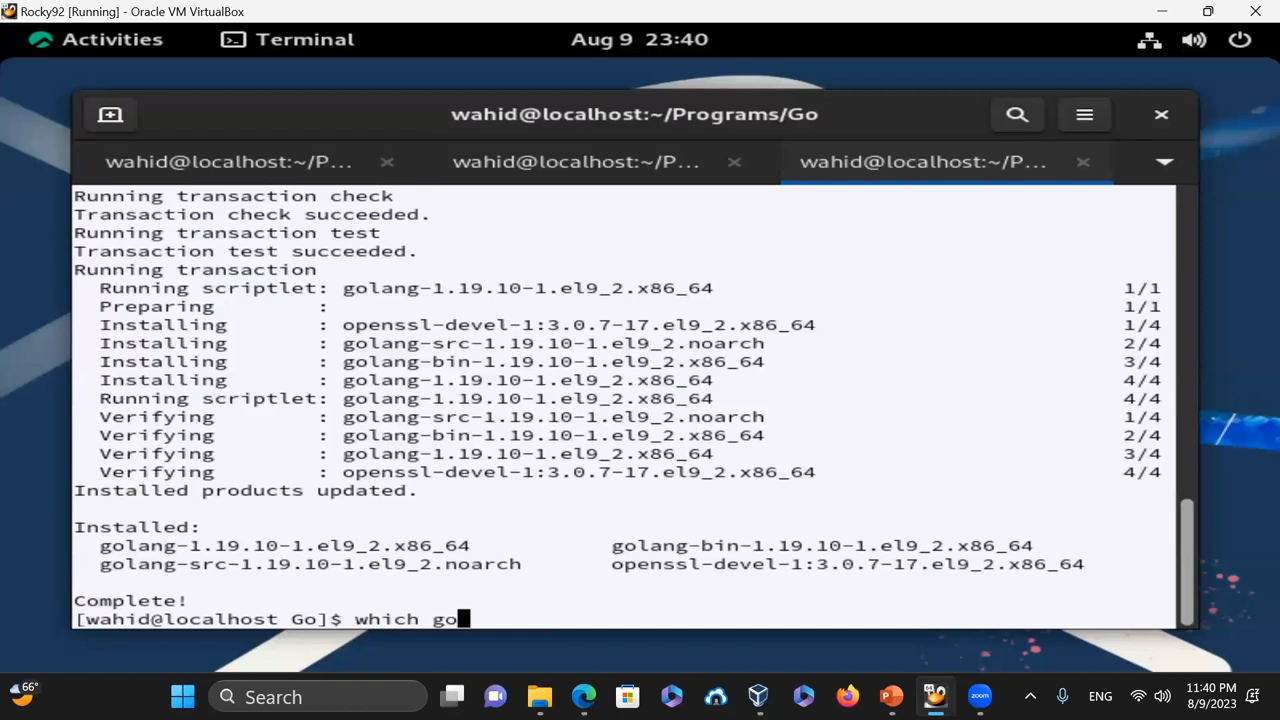 Rocky92 [Running] - Oracle VM VirtualBox
Activities Terminal Aug 9 23:40
wahid@localhost:~/Programs/Go
wahid@localhost:~/P... wahid@localhost:~/P... wahid@localhost:~/P...
Running transaction check
Transaction check succeeded.
Running transaction test
Transaction test succeeded.
Running transaction
Running scriptlet: golang-1.19.10-1.el9_2.x86_64 1/1
Preparing : 1/1
Installing : openssl-devel-1:3.0.7-17.el9_2.x86_64 1/4
Installing : golang-src-1.19.10-1.el9_2.noarch 2/4
Installing : golang-bin-1.19.10-1.el9_2.x86_64 3/4
Installing : golang-1.19.10-1.el9_2.x86_64 4/4
Running scriptlet: golang-1.19.10-1.el9_2.x86_64 4/4
Verifying : golang-src-1.19.10-1.el9_2.noarch 1/4
Verifying : golang-bin-1.19.10-1.el9_2.x86_64 2/4
Verifying : golang-1.19.10-1.el9_2.x86_64 3/4
Verifying : openssl-devel-1:3.0.7-17.el9_2.x86_64 4/4
Installed products updated.
Installed:
golang-1.19.10-1.el9_2.x86_64 golang-bin-1.19.10-1.el9_2.x86_64
golang-src-1.19.10-1.el9_2.noarch openssl-devel-1:3.0.7-17.el9_2.x86_64
Complete!
[wahid@localhost Go]$ which go
66°
Search
zoom
ENG
11:40 PM
8/9/2023